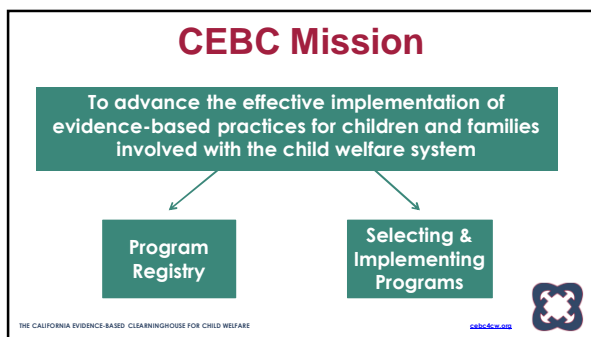 CEBC Mission
To advance the effective implementation of
evidence-based practices for children and families
involved with the child welfare system
Program
Registry
Selecting &
Implementing
Programs
THE CALIFORNIA EVIDENCE-BASED CLEARNINGHOUSE FOR CHILD WELFARE
cebc4cw.org